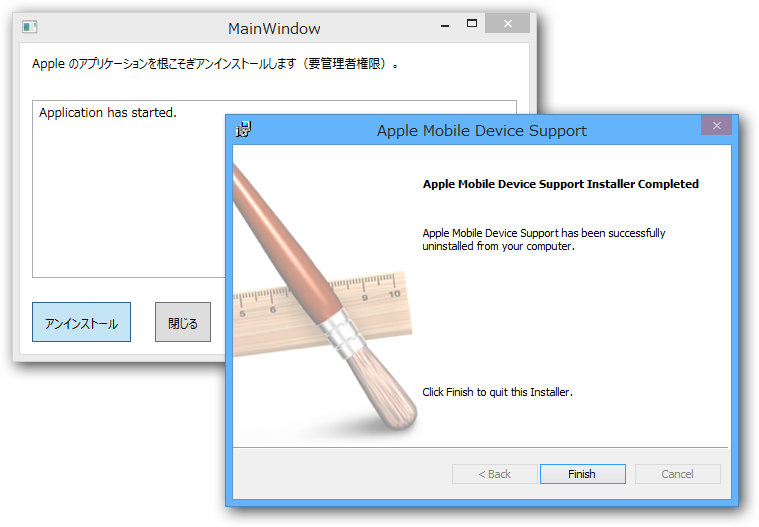 MainWindow
Apple のアプリケーションを根こそぎアンインストールします（要管理者権限）。
Application has started.
アンインストール
閉じる
Apple Mobile Device Support
Apple Mobile Device Support Installer Completed
Apple Mobile Device Support has been successfully
uninstalled from your computer.
5 6 9 10
Click Finish to quit this Installer.
< Back
Finish
Cancel